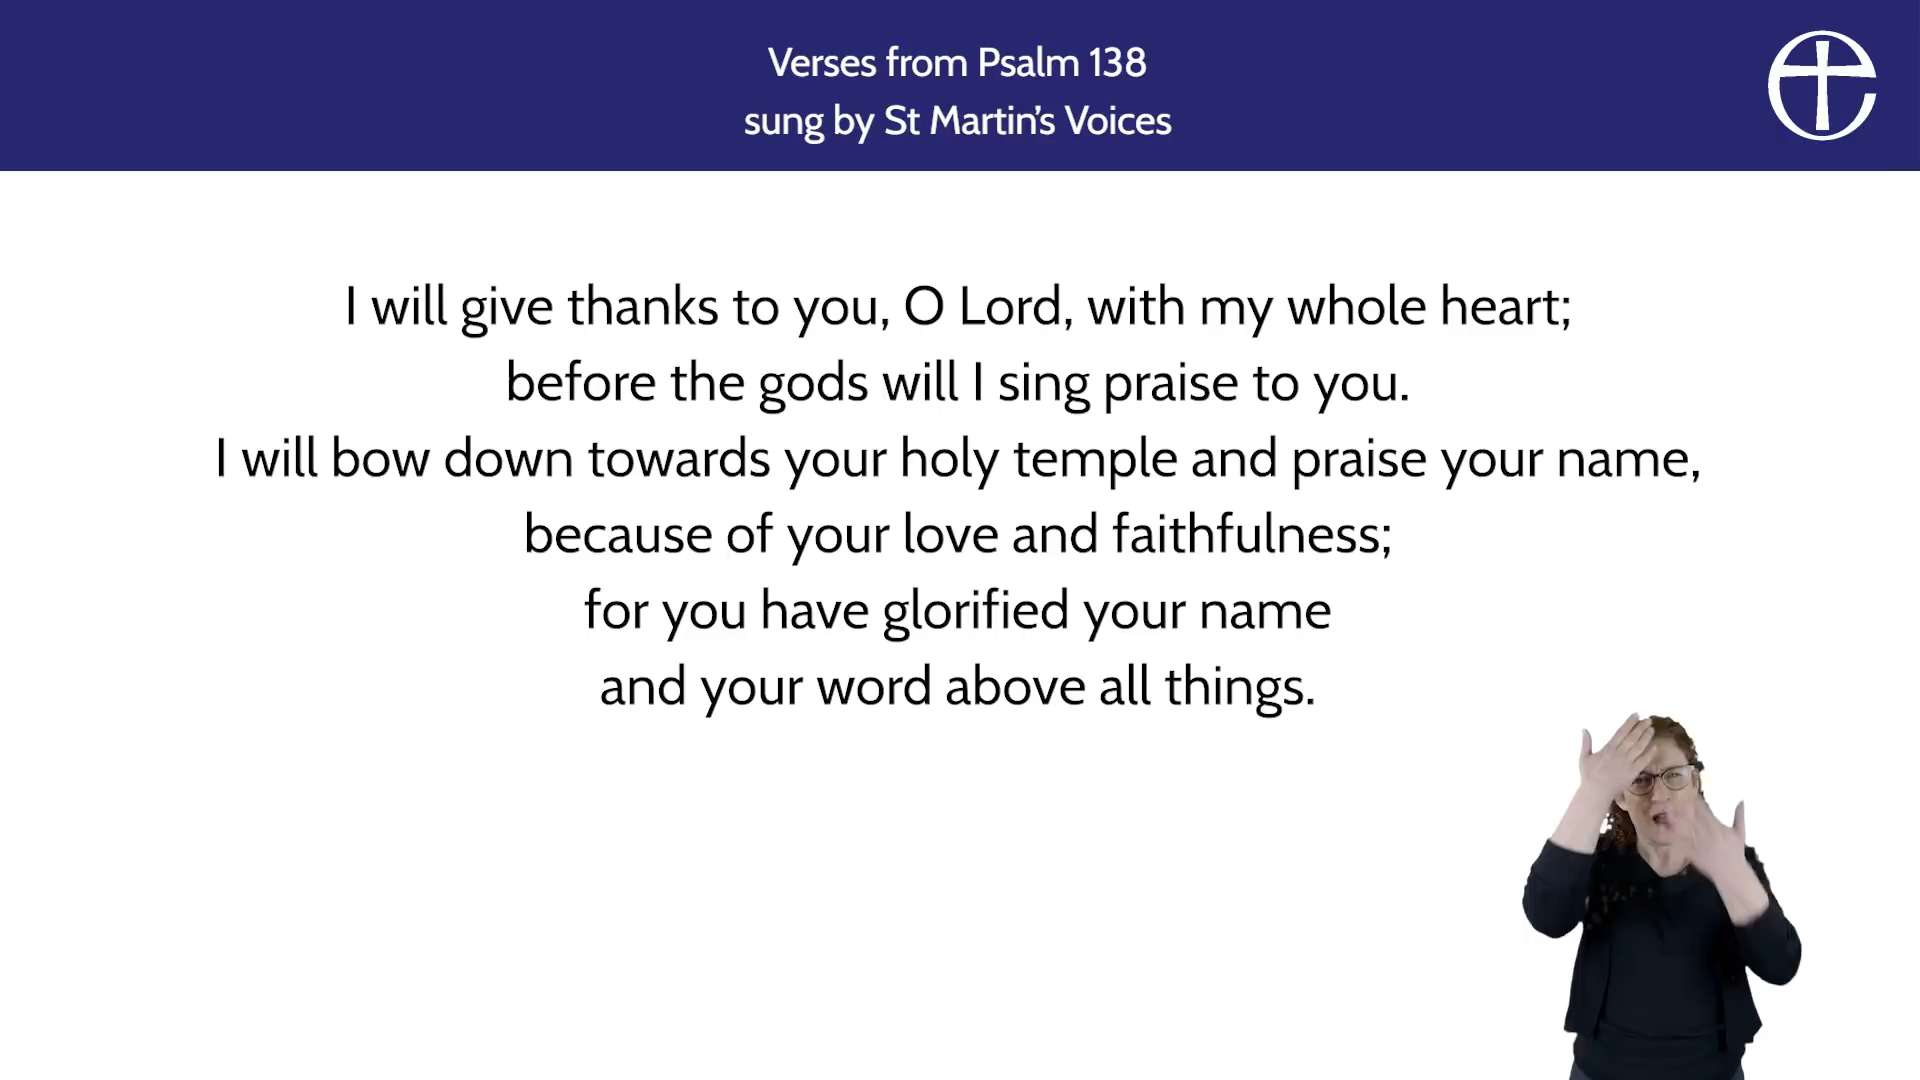 Verses from Psalm 138
sung by St Martin's Voices
I will give thanks to you, O Lord, with my whole heart;
before the gods will I sing praise to you.
I will bow down towards your holy temple and praise your name,
because of your love and faithfulness;
for you have glorified your name
and your word above all things.